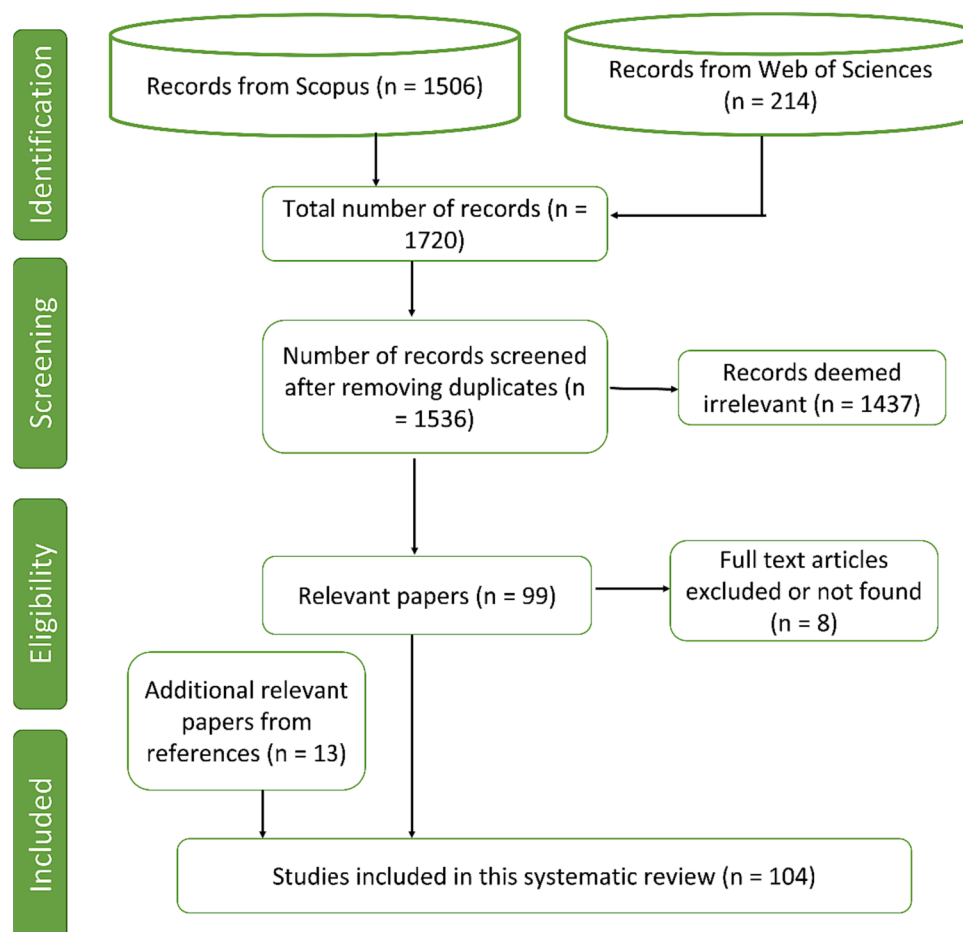 Identification
Records from Scopus (n = 1506)
Records from Web of Sciences
(n = 214)
Total number of records (n =
1720)
Screening
Number of records screened
after removing duplicates (n
= 1536)
Records deemed
irrelevant (n = 1437)
Eligibility
Relevant papers (n = 99)
Full text articles
excluded or not found
(n = 8)
Additional relevant
papers from
references (n = 13)
Included
Studies included in this systematic review (n = 104)